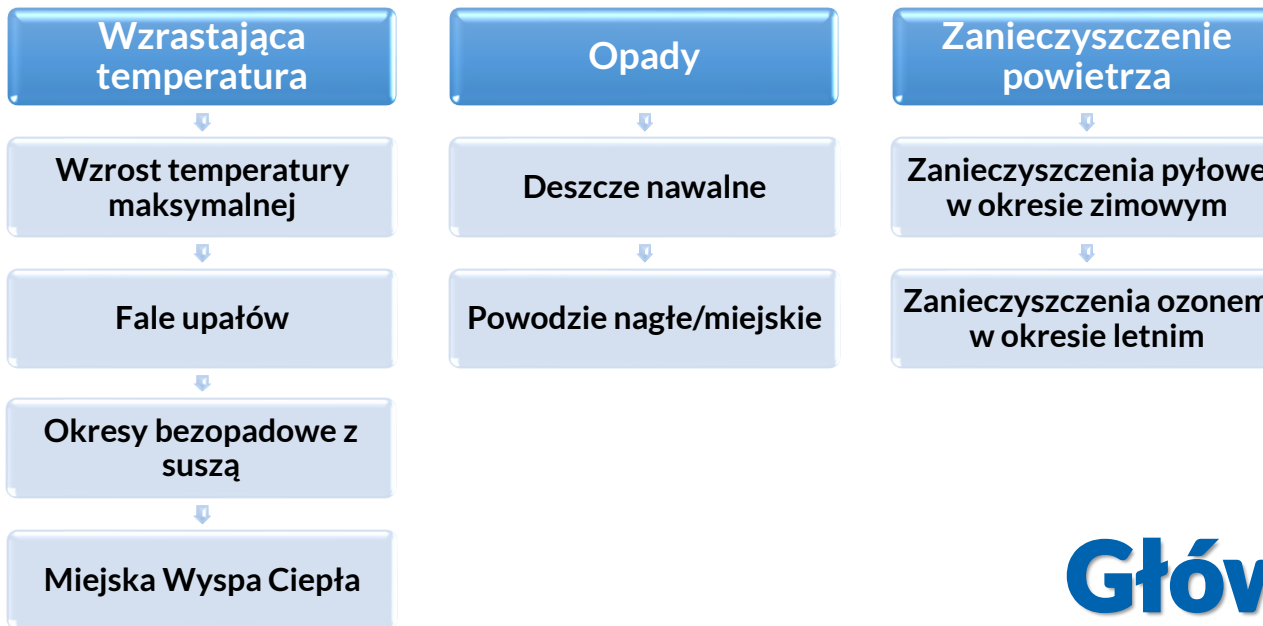 Wzrastająca
temperatura
Wzrost temperatury
maksymalnej
Fale upałów
Okresy bezopadowe z
suszą
Miejska Wyspa Ciepła
Opady
Deszcze nawalne
Powodzie nagłe/miejskie
Zanieczyszczenie
powietrza
Zanieczyszczenia pyłowe
w okresie zimowym
Zanieczyszczenia ozonem
w okresie letnim